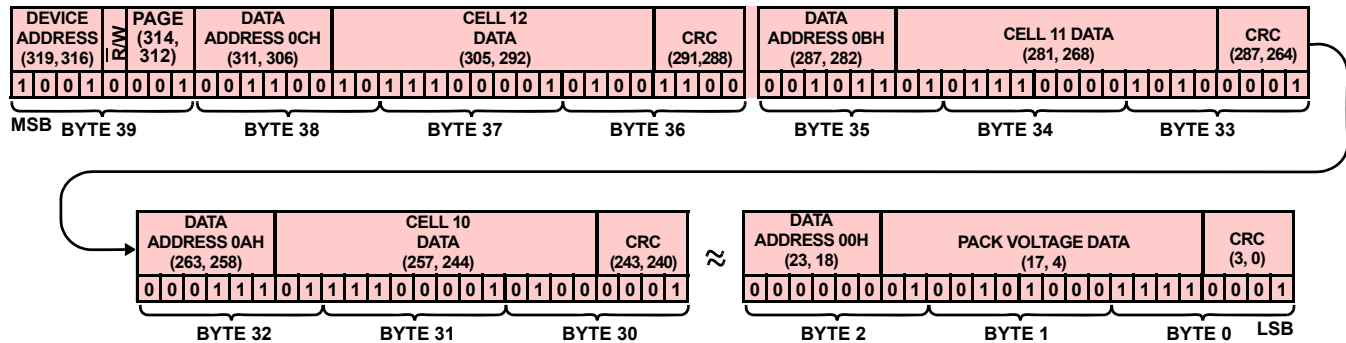 DEVICE ADDRESS (319, 316)
R/W
PAGE (314, 312)
DATA ADDRESS 0CH (311, 306)
CELL 12 DATA (305, 292)
CRC (291,288)
DATA ADDRESS 0BH (287, 282)
CELL 11 DATA (281, 268)
CRC (287, 264)
1 0 0 1 0 0 0 1 0 0 1 1 0 0 1 0 1 1 1 0 0 0 1 0 0 1 0 0 1 1 0 0
0 0 1 0 1 1 0 1 0 1 1 1 0 0 0 0 1 0 1 0 0 0 0 1
MSB BYTE 39 BYTE 38 BYTE 37 BYTE 36 BYTE 35 BYTE 34 BYTE 33
DATA ADDRESS 0AH (263, 258)
CELL 10 DATA (257, 244)
CRC (243, 240)
≈
DATA ADDRESS 00H (23, 18)
PACK VOLTAGE DATA (17, 4)
CRC (3, 0)
0 0 0 1 1 1 0 1 1 1 1 0 0 0 0 1 0 1 0 0 0 0 0 1
0 0 0 0 0 0 0 1 0 0 1 0 1 0 0 0 1 1 1 1 0 0 0 1
BYTE 32 BYTE 31 BYTE 30 BYTE 2 BYTE 1 BYTE 0 LSB